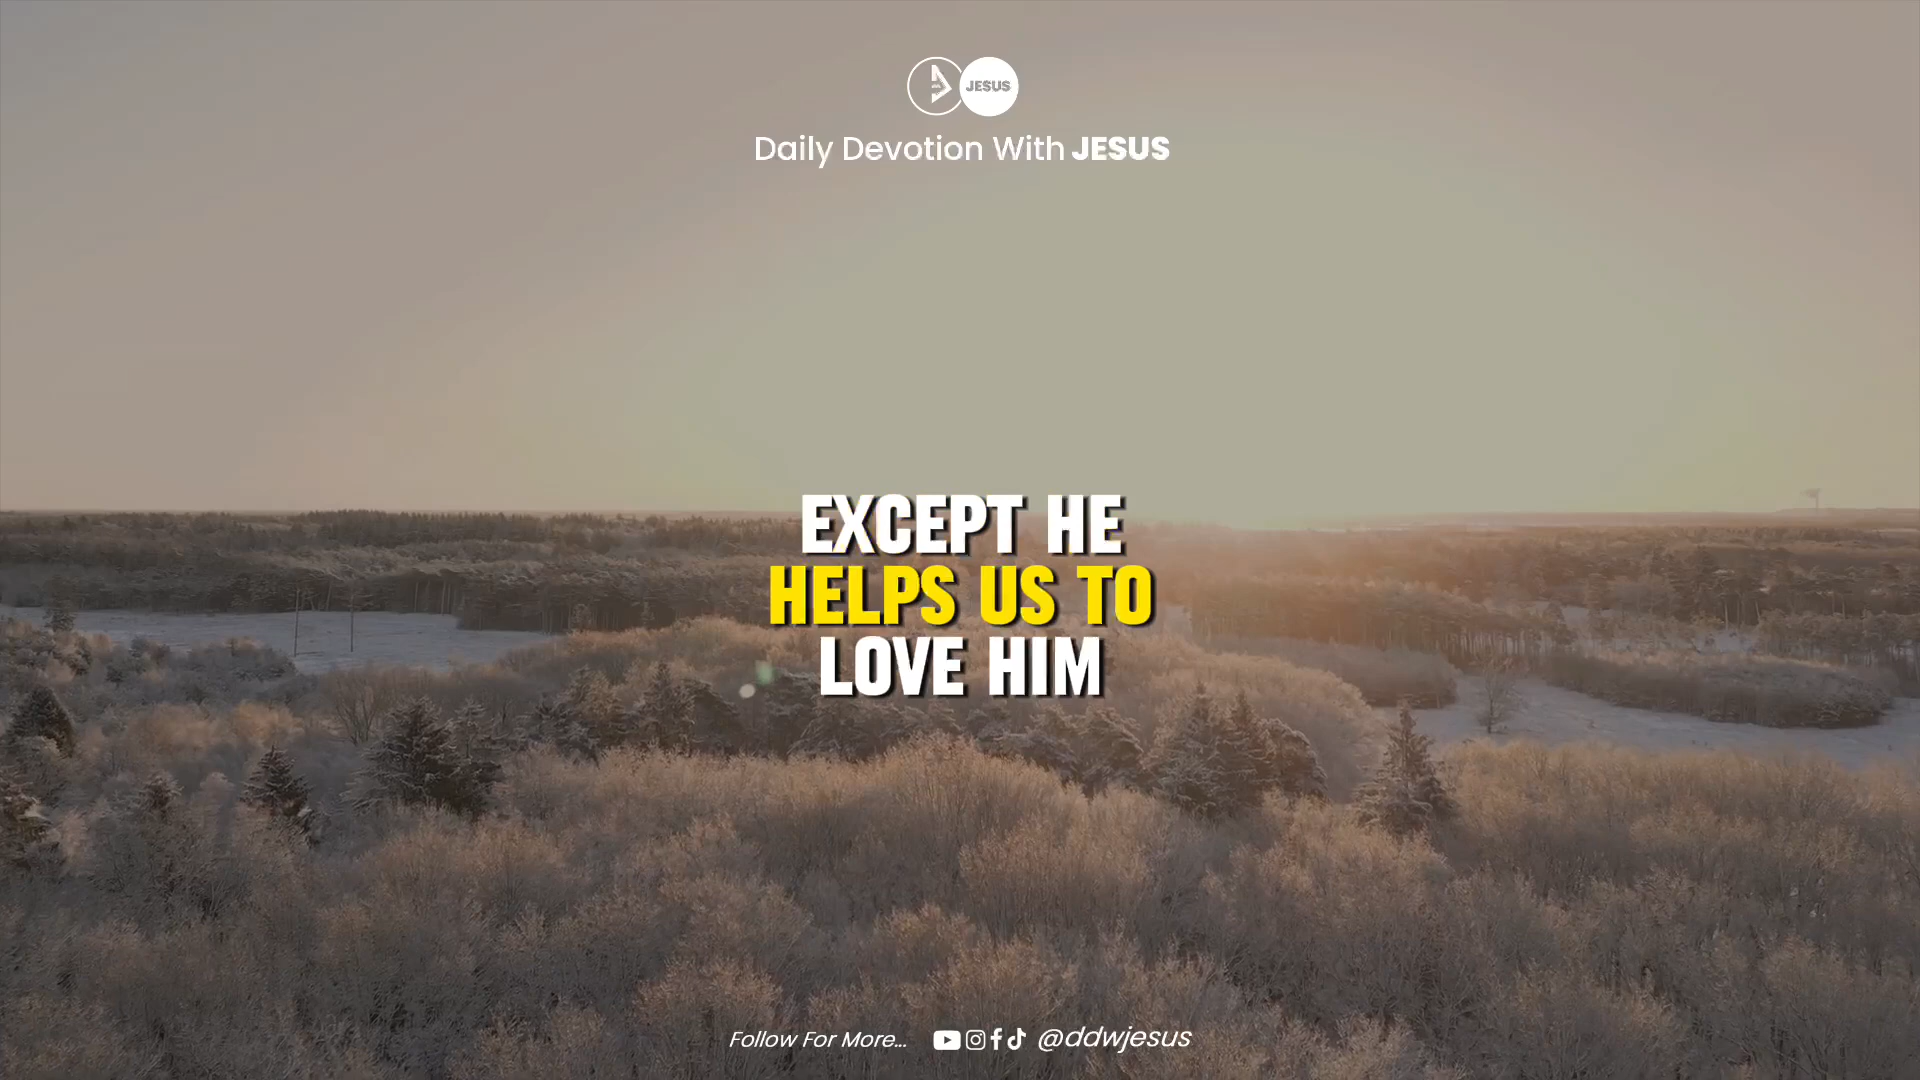 JESUS
Daily Devotion With JESUS
EXCEPT HE
HELPS US TO
LOVE HIM
Follow For More... @ddwjesus